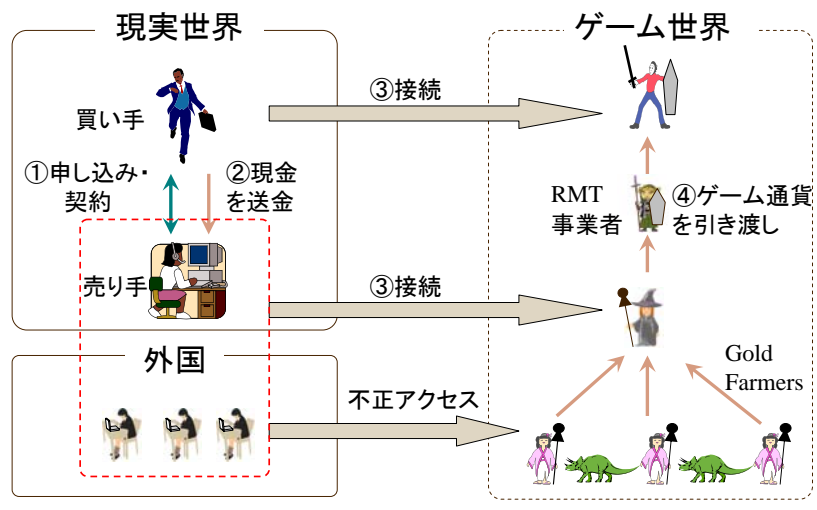 現実世界
ゲーム世界
買い手
③接続
①申し込み・
契約
②現金
を送金
RMT
事業者
④ゲーム通貨
を引き渡し
売り手
③接続
外国
Gold
Farmers
不正アクセス